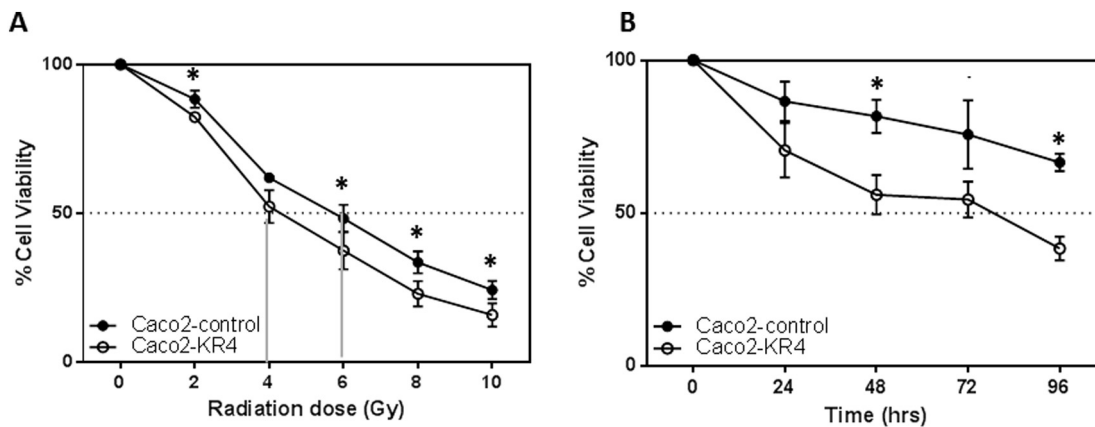 A
% Cell Viability
100
50
0
*
*
*
*
Caco2-control
Caco2-KR4
0 2 4 6 8 10
Radiation dose (Gy)
B
% Cell Viability
100
50
0
*
*
Caco2-control
Caco2-KR4
0 24 48 72 96
Time (hrs)